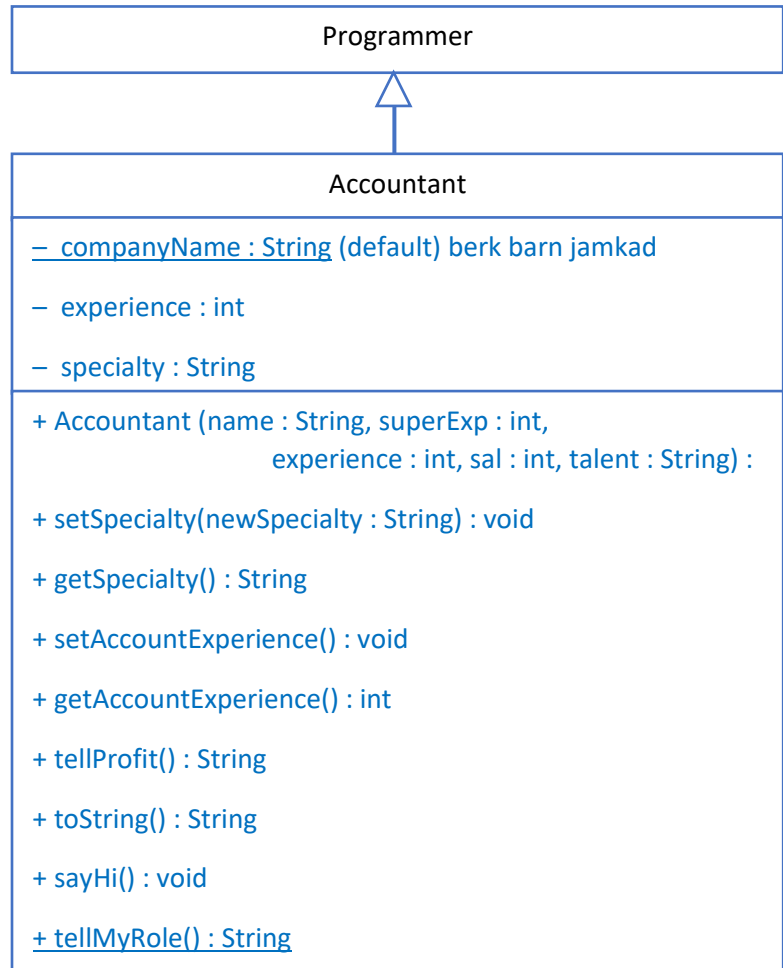 Programmer
Accountant
– companyName : String (default) berk barn jamkad
– experience : int
– specialty : String
+ Accountant (name : String, superExp : int,
experience : int, sal : int, talent : String) :
+ setSpecialty(newSpecialty : String) : void
+ getSpecialty() : String
+ setAccountExperience() : void
+ getAccountExperience() : int
+ tellProfit() : String
+ toString() : String
+ sayHi() : void
+ tellMyRole() : String